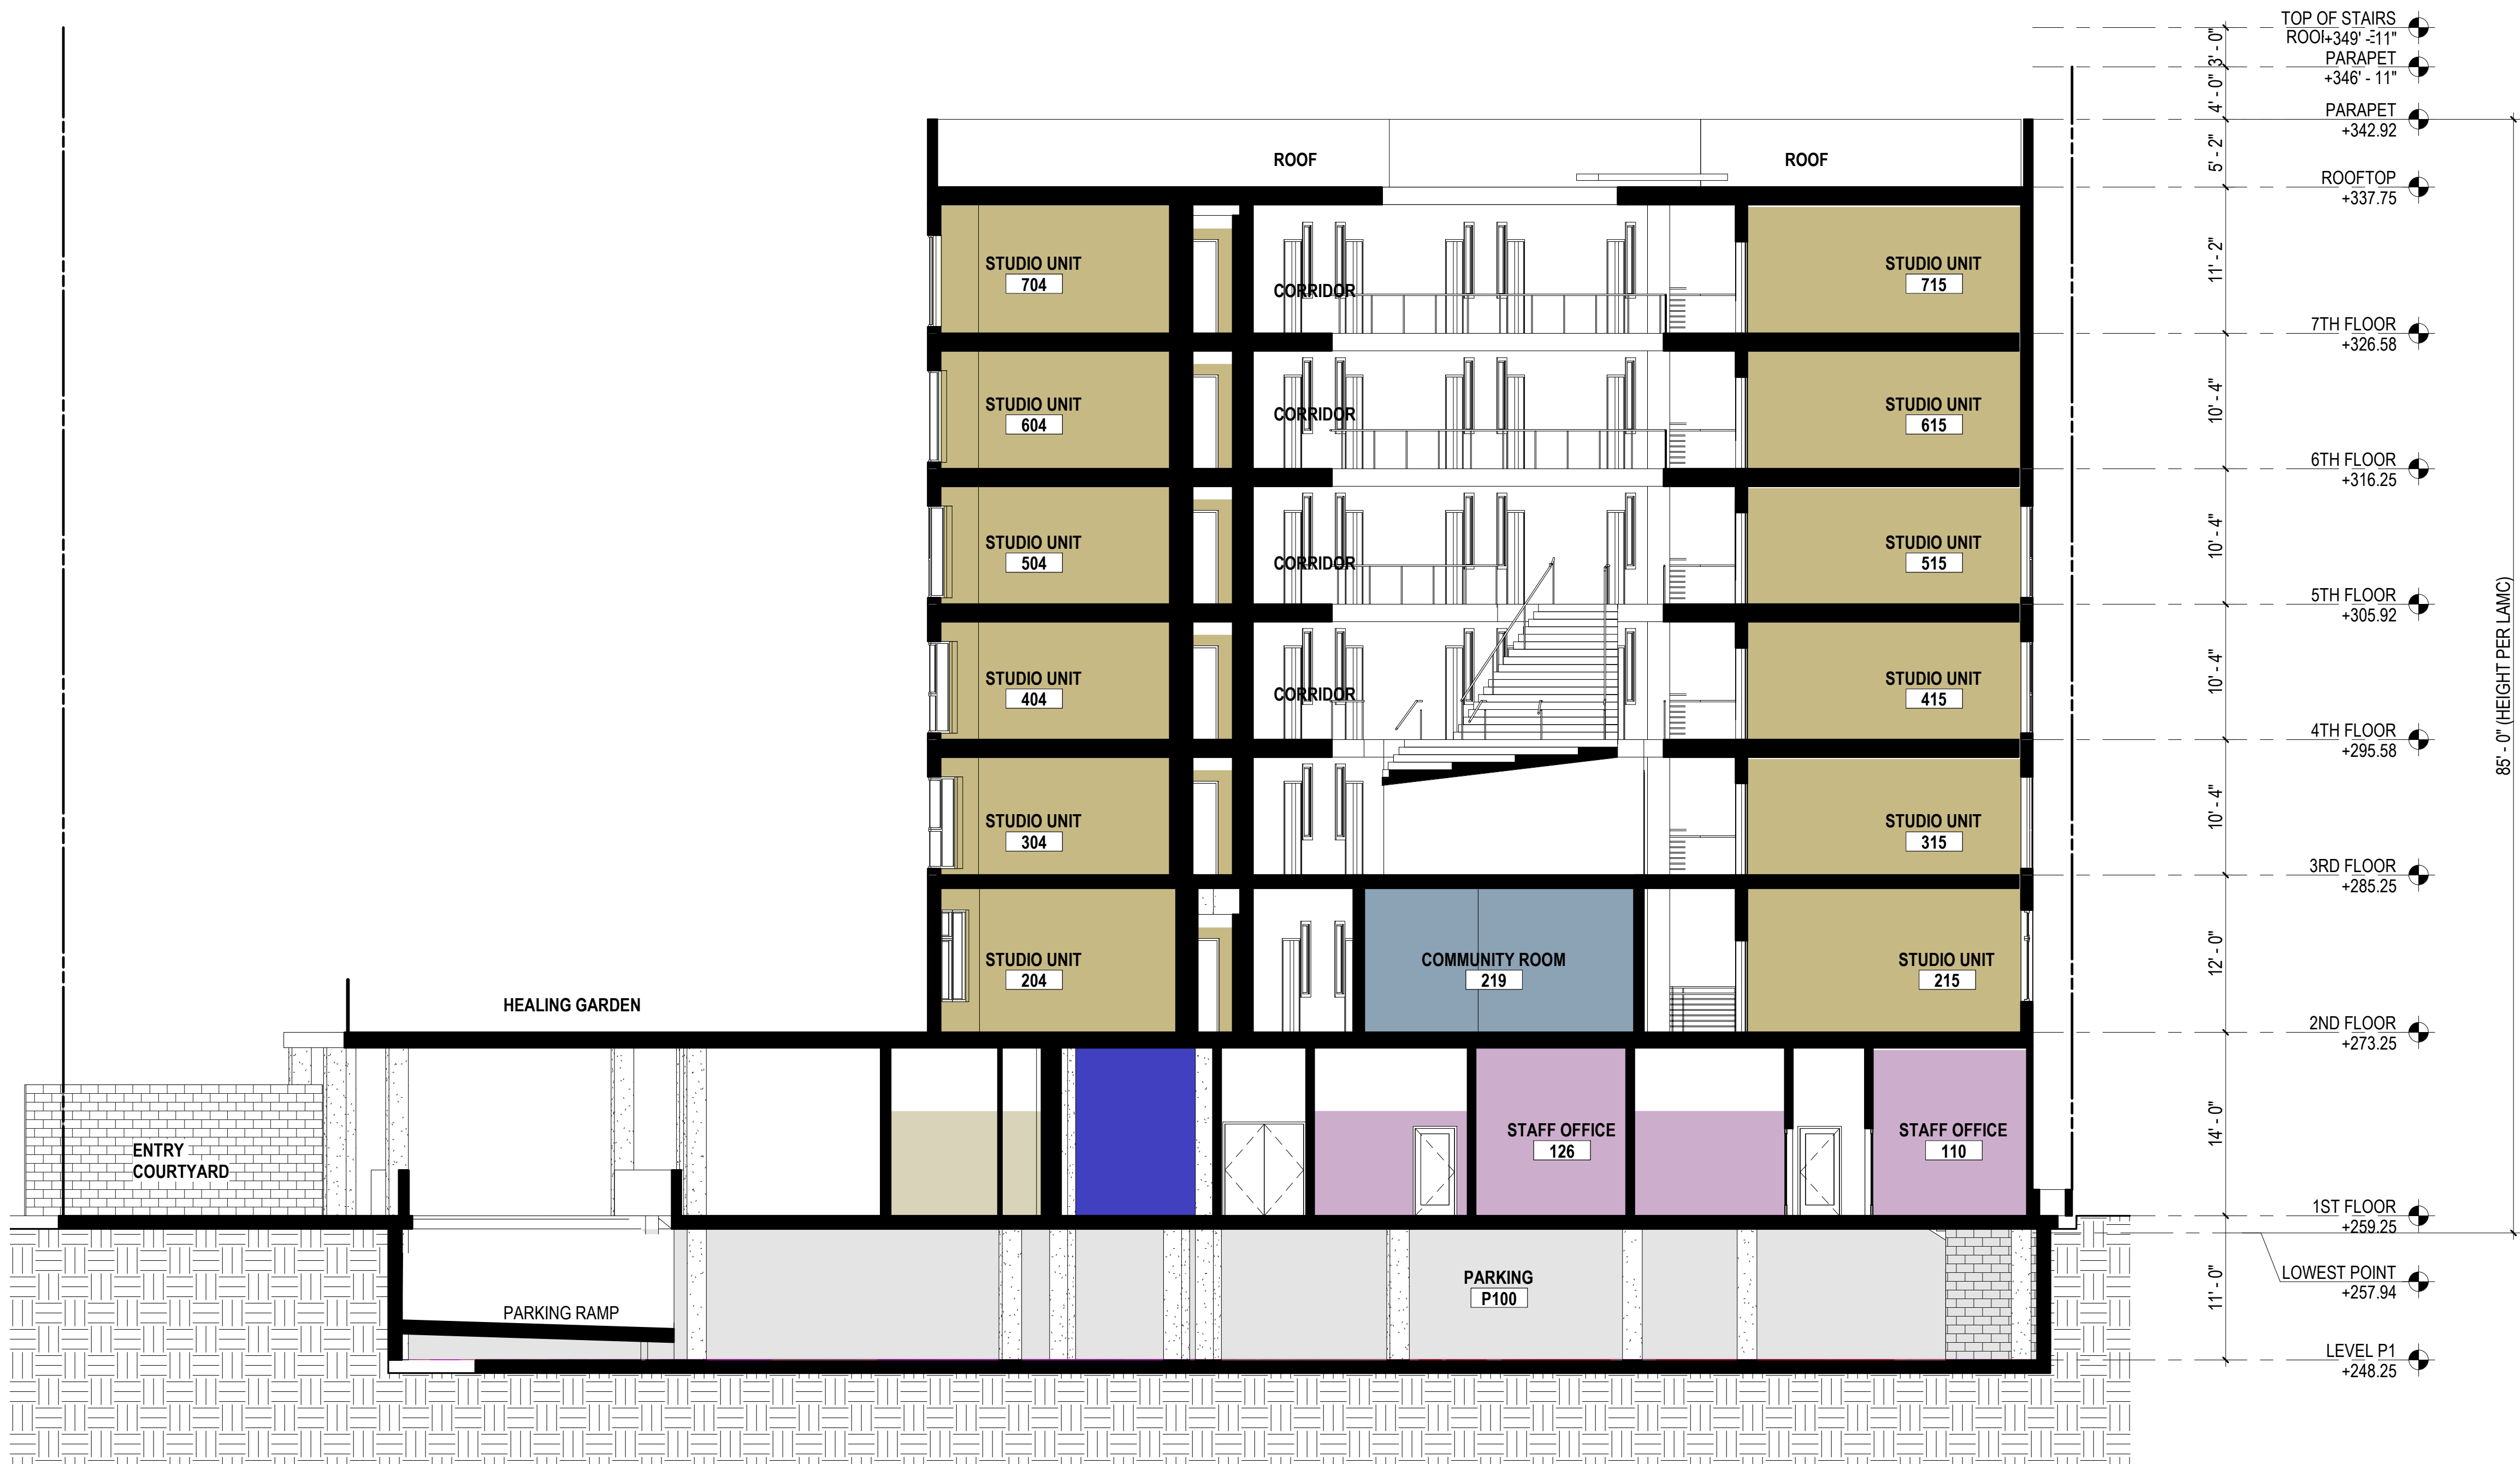 TOP OF STAIRS
+349' - 11"
PARAPET
+346' - 11"
3' - 0"
4' - 0"
PARAPET
+342.92
5' - 2"
ROOF
ROOF
ROOFTOP
+337.75
11' - 2"
STUDIO UNIT
704
CORRIDOR
STUDIO UNIT
715
7TH FLOOR
+326.58
10' - 4"
STUDIO UNIT
604
CORRIDOR
STUDIO UNIT
615
6TH FLOOR
+316.25
10' - 4"
STUDIO UNIT
504
CORRIDOR
STUDIO UNIT
515
5TH FLOOR
+305.92
85' - 0" (HEIGHT PER LAMC)
10' - 4"
STUDIO UNIT
404
CORRIDOR
STUDIO UNIT
415
4TH FLOOR
+295.58
10' - 4"
STUDIO UNIT
304
STUDIO UNIT
315
3RD FLOOR
+285.25
12' - 0"
STUDIO UNIT
204
COMMUNITY ROOM
219
STUDIO UNIT
215
HEALING GARDEN
2ND FLOOR
+273.25
14' - 0"
ENTRY
COURTYARD
STAFF OFFICE
126
STAFF OFFICE
110
1ST FLOOR
+259.25
11' - 0"
PARKING
P100
LOWEST POINT
+257.94
PARKING RAMP
LEVEL P1
+248.25